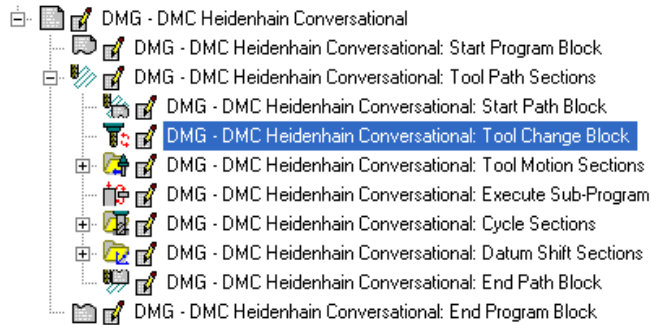 DMG - DMC Heidenhain Conversational
DMG - DMC Heidenhain Conversational: Start Program Block
DMG - DMC Heidenhain Conversational: Tool Path Sections
DMG - DMC Heidenhain Conversational: Start Path Block
DMG - DMC Heidenhain Conversational: Tool Change Block
DMG - DMC Heidenhain Conversational: Tool Motion Sections
DMG - DMC Heidenhain Conversational: Execute Sub-Program
DMG - DMC Heidenhain Conversational: Cycle Sections
DMG - DMC Heidenhain Conversational: Datum Shift Sections
DMG - DMC Heidenhain Conversational: End Path Block
DMG - DMC Heidenhain Conversational: End Program Block